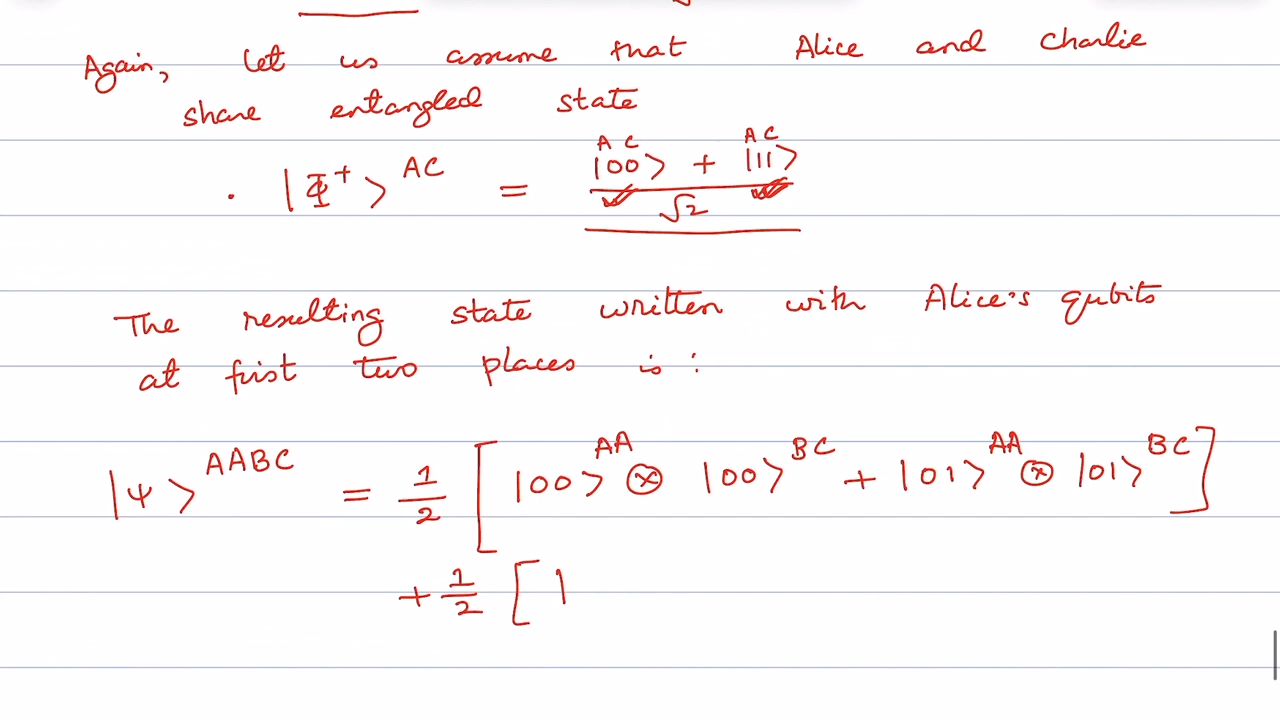 Again, let us assume that Alice and Charlie
share entangled state
. |Φ⁺⟩^AC = |00⟩^AC + |11⟩^AC / √2
The resulting state written with Alice's qubits
at first two places is :
|ψ⟩^AABC = 1/2 [ |00⟩^AA ⊗ |00⟩^BC + |01⟩^AA ⊗ |01⟩^BC ]
+ 1/2 [ |